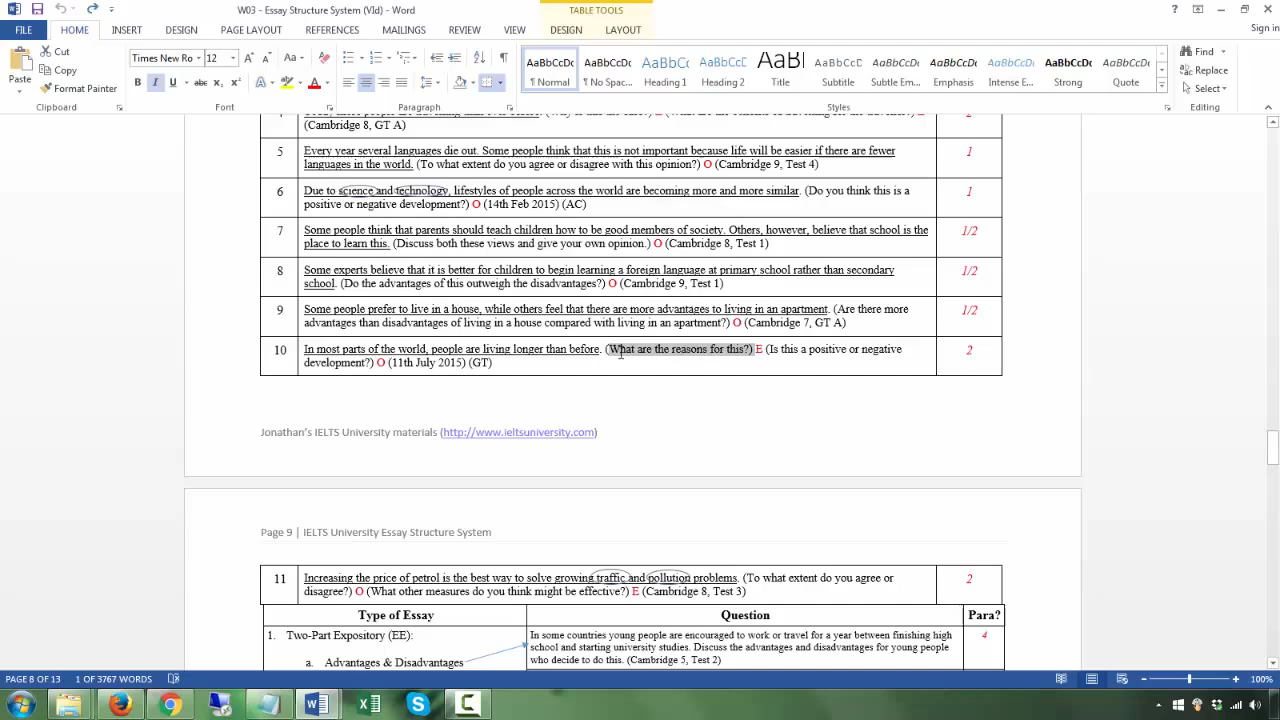 W03 - Essay Structure System (VId) - Word
TABLE TOOLS
Sign in
FILE HOME INSERT DESIGN PAGE LAYOUT REFERENCES MAILINGS REVIEW VIEW DESIGN LAYOUT
Cut
Copy
Format Painter
Paste
Clipboard
Times New Ro 12
Font
Paragraph
AaBbCcDc AaBbCcDc AaBbCc AaBbCcC AaBI AaBbCcC AaBbCcDc AaBbCcDc AaBbCcDc AaBbCcDc AaBbCcDc
¶ Normal ¶ No Spac... Heading 1 Heading 2 Title Subtitle Subtle Em... Emphasis Intense E... Strong Quote
Styles
Find
Replace
Select
Editing
(Cambridge 8, GT A)
5 Every year several languages die out. Some people think that this is not important because life will be easier if there are fewer 1
languages in the world. (To what extent do you agree or disagree with this opinion?) O (Cambridge 9, Test 4)
6 Due to science and technology, lifestyles of people across the world are becoming more and more similar. (Do you think this is a 1
positive or negative development?) O (14th Feb 2015) (AC)
7 Some people think that parents should teach children how to be good members of society. Others, however, believe that school is the 1/2
place to learn this. (Discuss both these views and give your own opinion.) O (Cambridge 8, Test 1)
8 Some experts believe that it is better for children to begin learning a foreign language at primary school rather than secondary 1/2
school. (Do the advantages of this outweigh the disadvantages?) O (Cambridge 9, Test 1)
9 Some people prefer to live in a house, while others feel that there are more advantages to living in an apartment. (Are there more 1/2
advantages than disadvantages of living in a house compared with living in an apartment?) O (Cambridge 7, GT A)
10 In most parts of the world, people are living longer than before. (What are the reasons for this?) E (Is this a positive or negative 2
development?) O (11th July 2015) (GT)
Jonathan's IELTS University materials (http://www.ieltsuniversity.com)
Page 9 | IELTS University Essay Structure System
11 Increasing the price of petrol is the best way to solve growing traffic and pollution problems. (To what extent do you agree or 2
disagree?) O (What other measures do you think might be effective?) E (Cambridge 8, Test 3)
Type of Essay Question Para?
1. Two-Part Expository (EE): In some countries young people are encouraged to work or travel for a year between finishing high 4
school and starting university studies. Discuss the advantages and disadvantages for young people
a. Advantages & Disadvantages who decide to do this. (Cambridge 5, Test 2)
PAGE 8 OF 13 1 OF 3767 WORDS 100%
9:26 PM